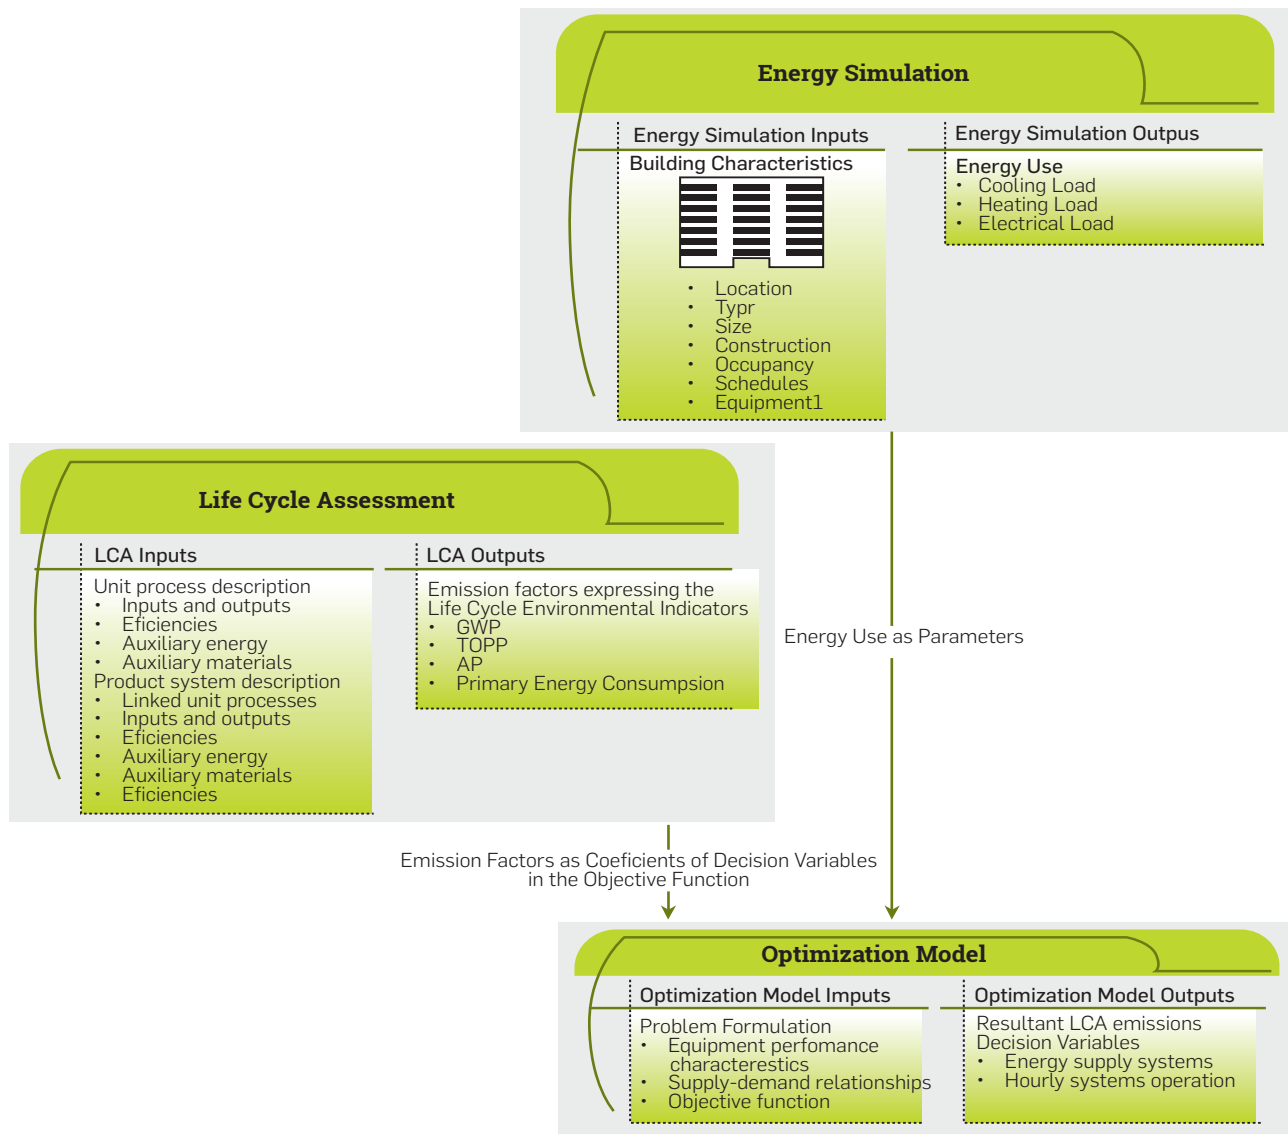 Energy Simulation
Energy Simulation Inputs
Building Characteristics
• Location
• Typr
• Size
• Construction
• Occupancy
• Schedules
• Equipment1
Energy Simulation Outpus
Energy Use
• Cooling Load
• Heating Load
• Electrical Load
Life Cycle Assessment
LCA Inputs
Unit process description
• Inputs and outputs
• Eficiencies
• Auxiliary energy
• Auxiliary materials
Product system description
• Linked unit processes
• Inputs and outputs
• Eficiencies
• Auxiliary energy
• Auxiliary materials
• Eficiencies
LCA Outputs
Emission factors expressing the
Life Cycle Environmental Indicators
• GWP
• TOPP
• AP
• Primary Energy Consumpsion
Energy Use as Parameters
Emission Factors as Coeficients of Decision Variables
in the Objective Function
Optimization Model
Optimization Model Imputs
Problem Formulation
• Equipment perfomance
characterestics
• Supply-demand relationships
• Objective function
Optimization Model Outputs
Resultant LCA emissions
Decision Variables
• Energy supply systems
• Hourly systems operation